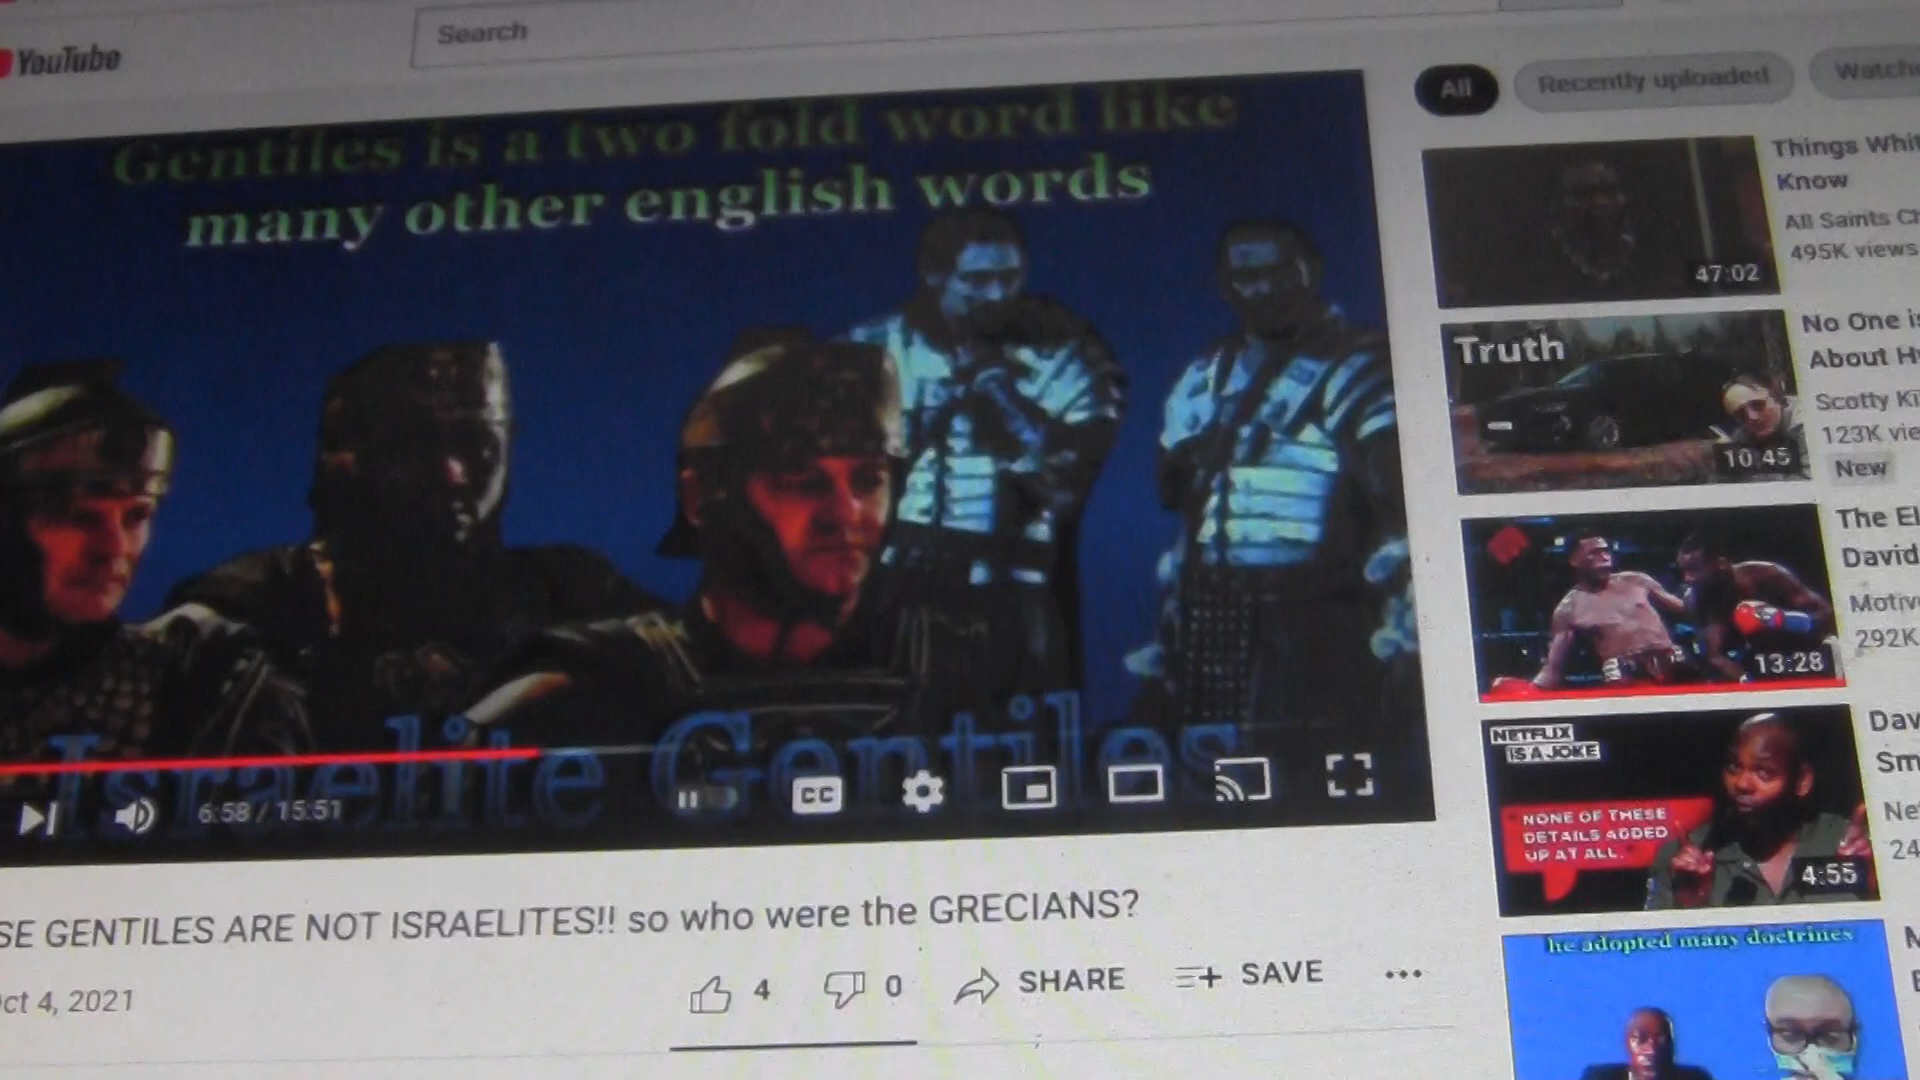 YouTube
Search
Gentiles is a two fold word like
many other english words
Israelite Gentiles
6:58 / 15:51
CC
SE GENTILES ARE NOT ISRAELITES!! so who were the GRECIANS?
ct 4, 2021
4
0
SHARE
SAVE
All
Recently uploaded
Watche
Things Whit
Know
All Saints Ch
495K views
47:02
Truth
10:45
No One is
About H
Scotty Ki
123K vie
New
The El
David
Motiv
292K
13:28
NETFLIX
IS A JOKE
NONE OF THESE
DETAILS ADDED
UP AT ALL.
4:55
Dav
Sm
Ne
24
he adopted many doctrines